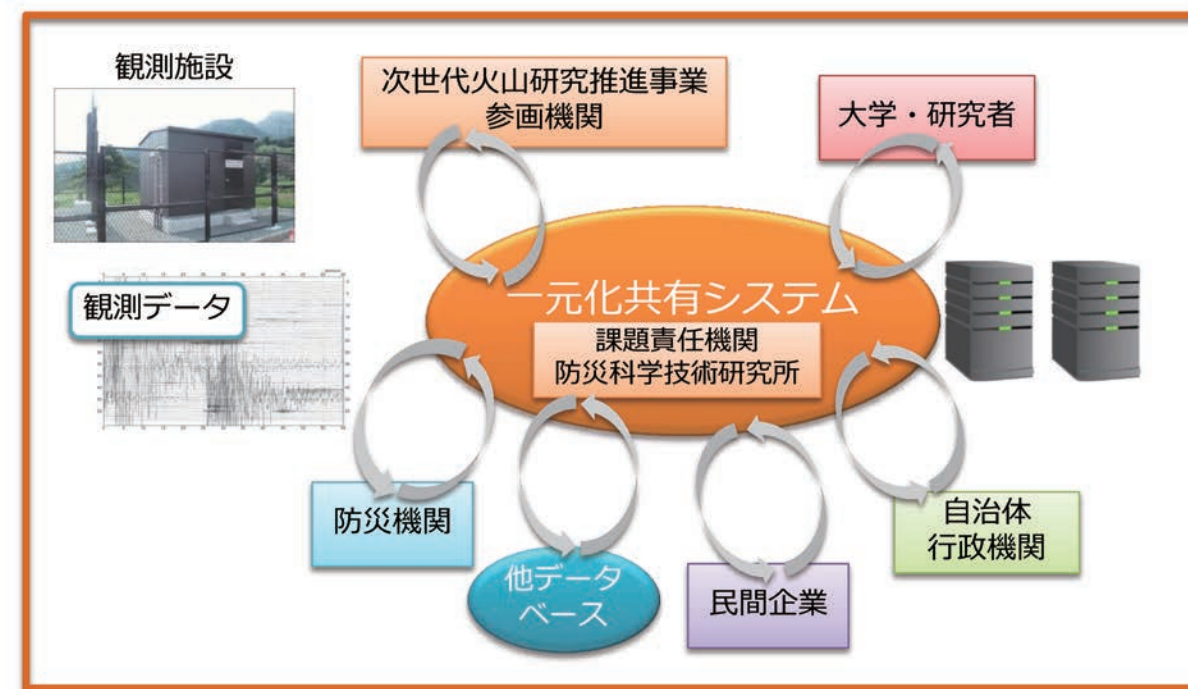 観測施設
次世代火山研究推進事業
参画機関
大学・研究者
観測データ
一元化共有システム
課題責任機関
防災科学技術研究所
防災機関
他データ
ベース
民間企業
自治体
行政機関